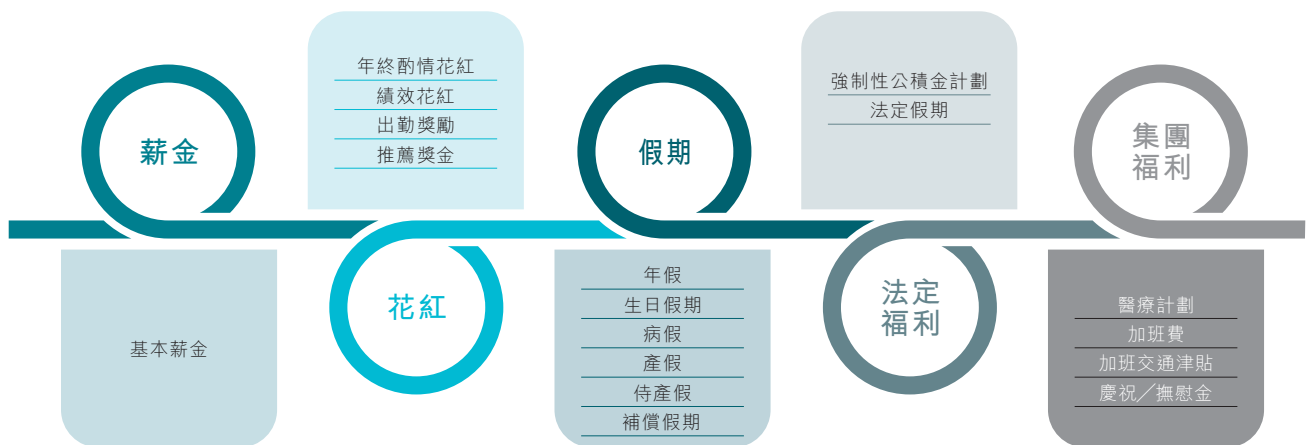 薪金
基本薪金
年終酌情花紅
績效花紅
出勤獎勵
推薦獎金
花紅
假期
年假
生日假期
病假
產假
侍產假
補償假期
強制性公積金計劃
法定假期
法定
福利
集團
福利
醫療計劃
加班費
加班交通津貼
慶祝╱撫慰金